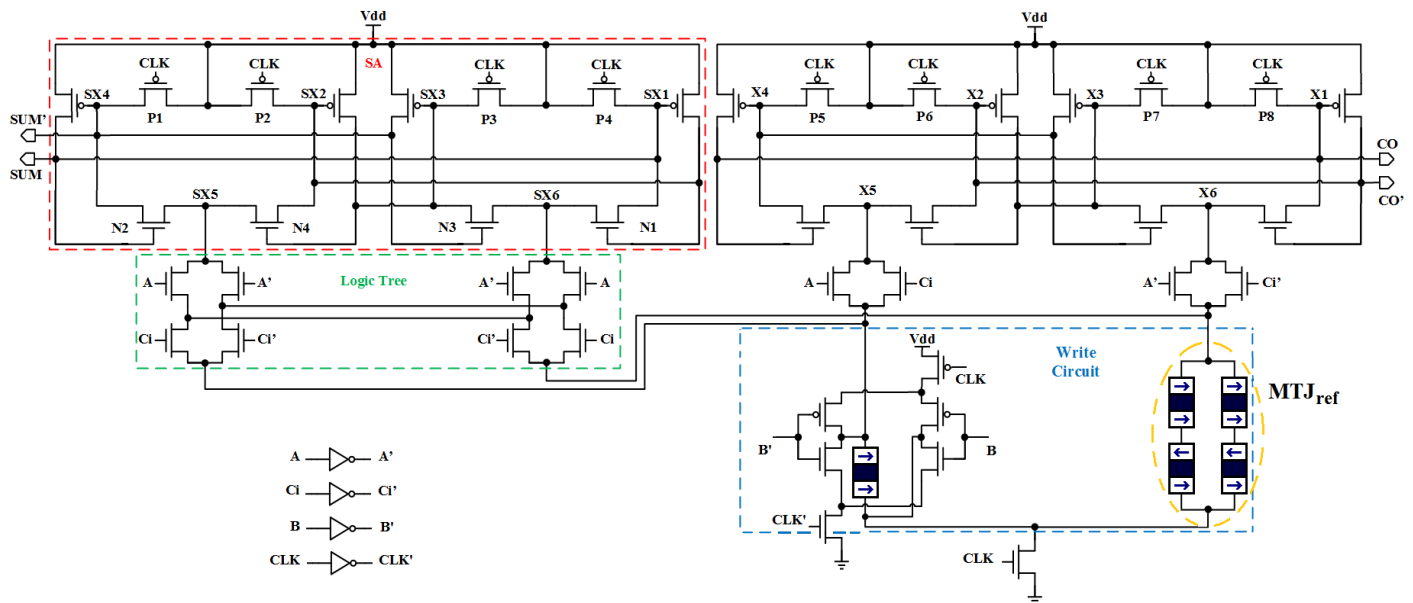 Vdd
Vdd
SA
CLK
CLK
CLK
CLK
CLK
CLK
CLK
CLK
SX4
SX2
SX3
SX1
X4
X2
X3
X1
P1
P2
P3
P4
P5
P6
P7
P8
SUM'
SUM
CO
CO'
SX5
SX6
X5
X6
N2
N4
N3
N1
A
A'
Logic Tree
A'
A
A
Ci
A'
Ci'
Ci
Ci'
Ci'
Ci
Vdd
Write
Circuit
CLK
MTJref
B'
B
A
A'
Ci
Ci'
B
B'
CLK
CLK'
CLK'
CLK